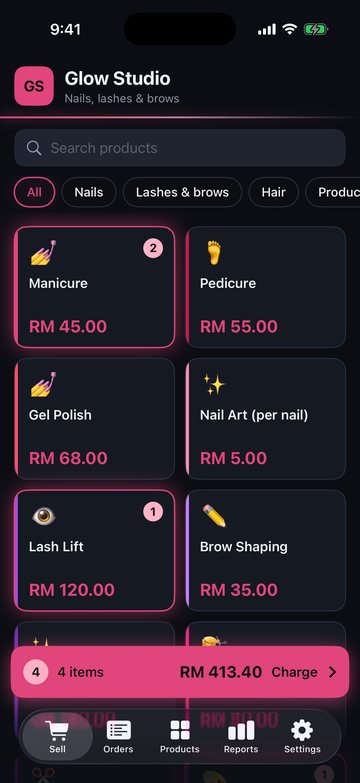 9:41
GS
Glow Studio
Nails, lashes & brows
Search products
All Nails Lashes & brows Hair Produc
2
Manicure
RM 45.00
Pedicure
RM 55.00
Gel Polish
RM 68.00
Nail Art (per nail)
RM 5.00
1
Lash Lift
RM 120.00
Brow Shaping
RM 35.00
4 4 items RM 413.40 Charge
1
Sell Orders Products Reports Settings